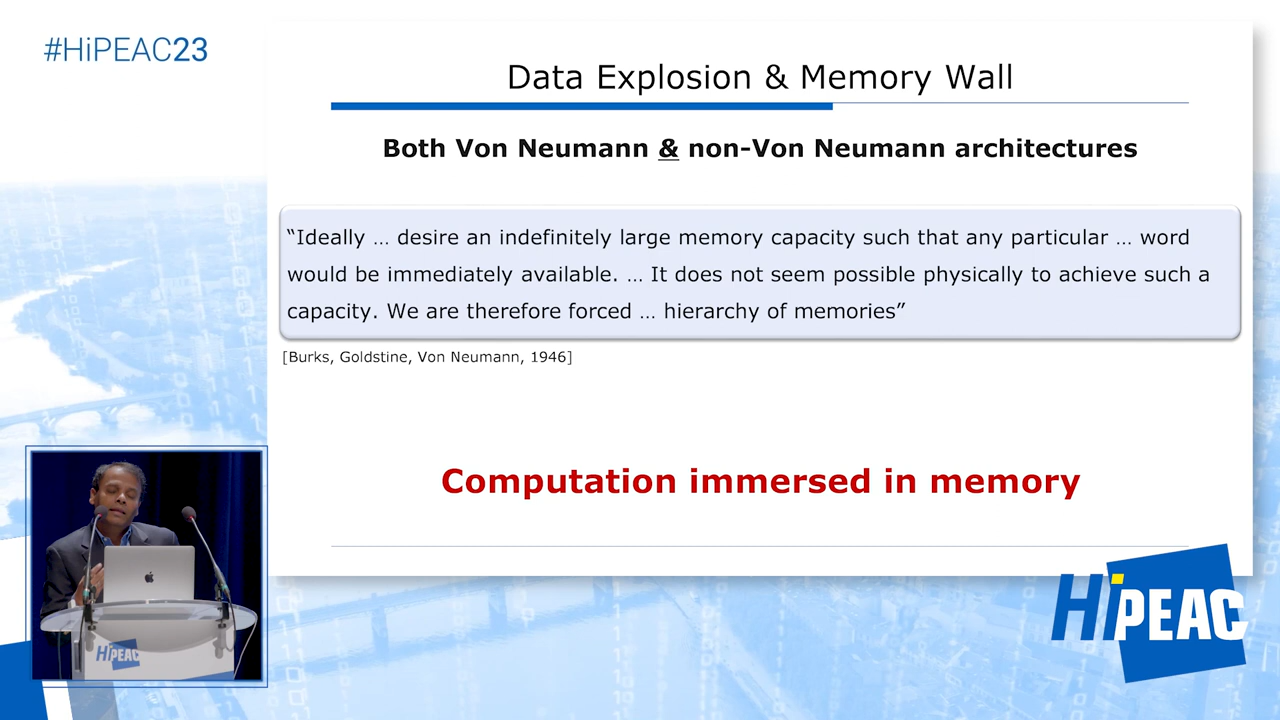 #HiPEAC23
Data Explosion & Memory Wall
Both Von Neumann & non-Von Neumann architectures
“Ideally … desire an indefinitely large memory capacity such that any particular … word
would be immediately available. … It does not seem possible physically to achieve such a
capacity. We are therefore forced … hierarchy of memories”
[Burks, Goldstine, Von Neumann, 1946]
Computation immersed in memory
HiPEAC
HiPEAC